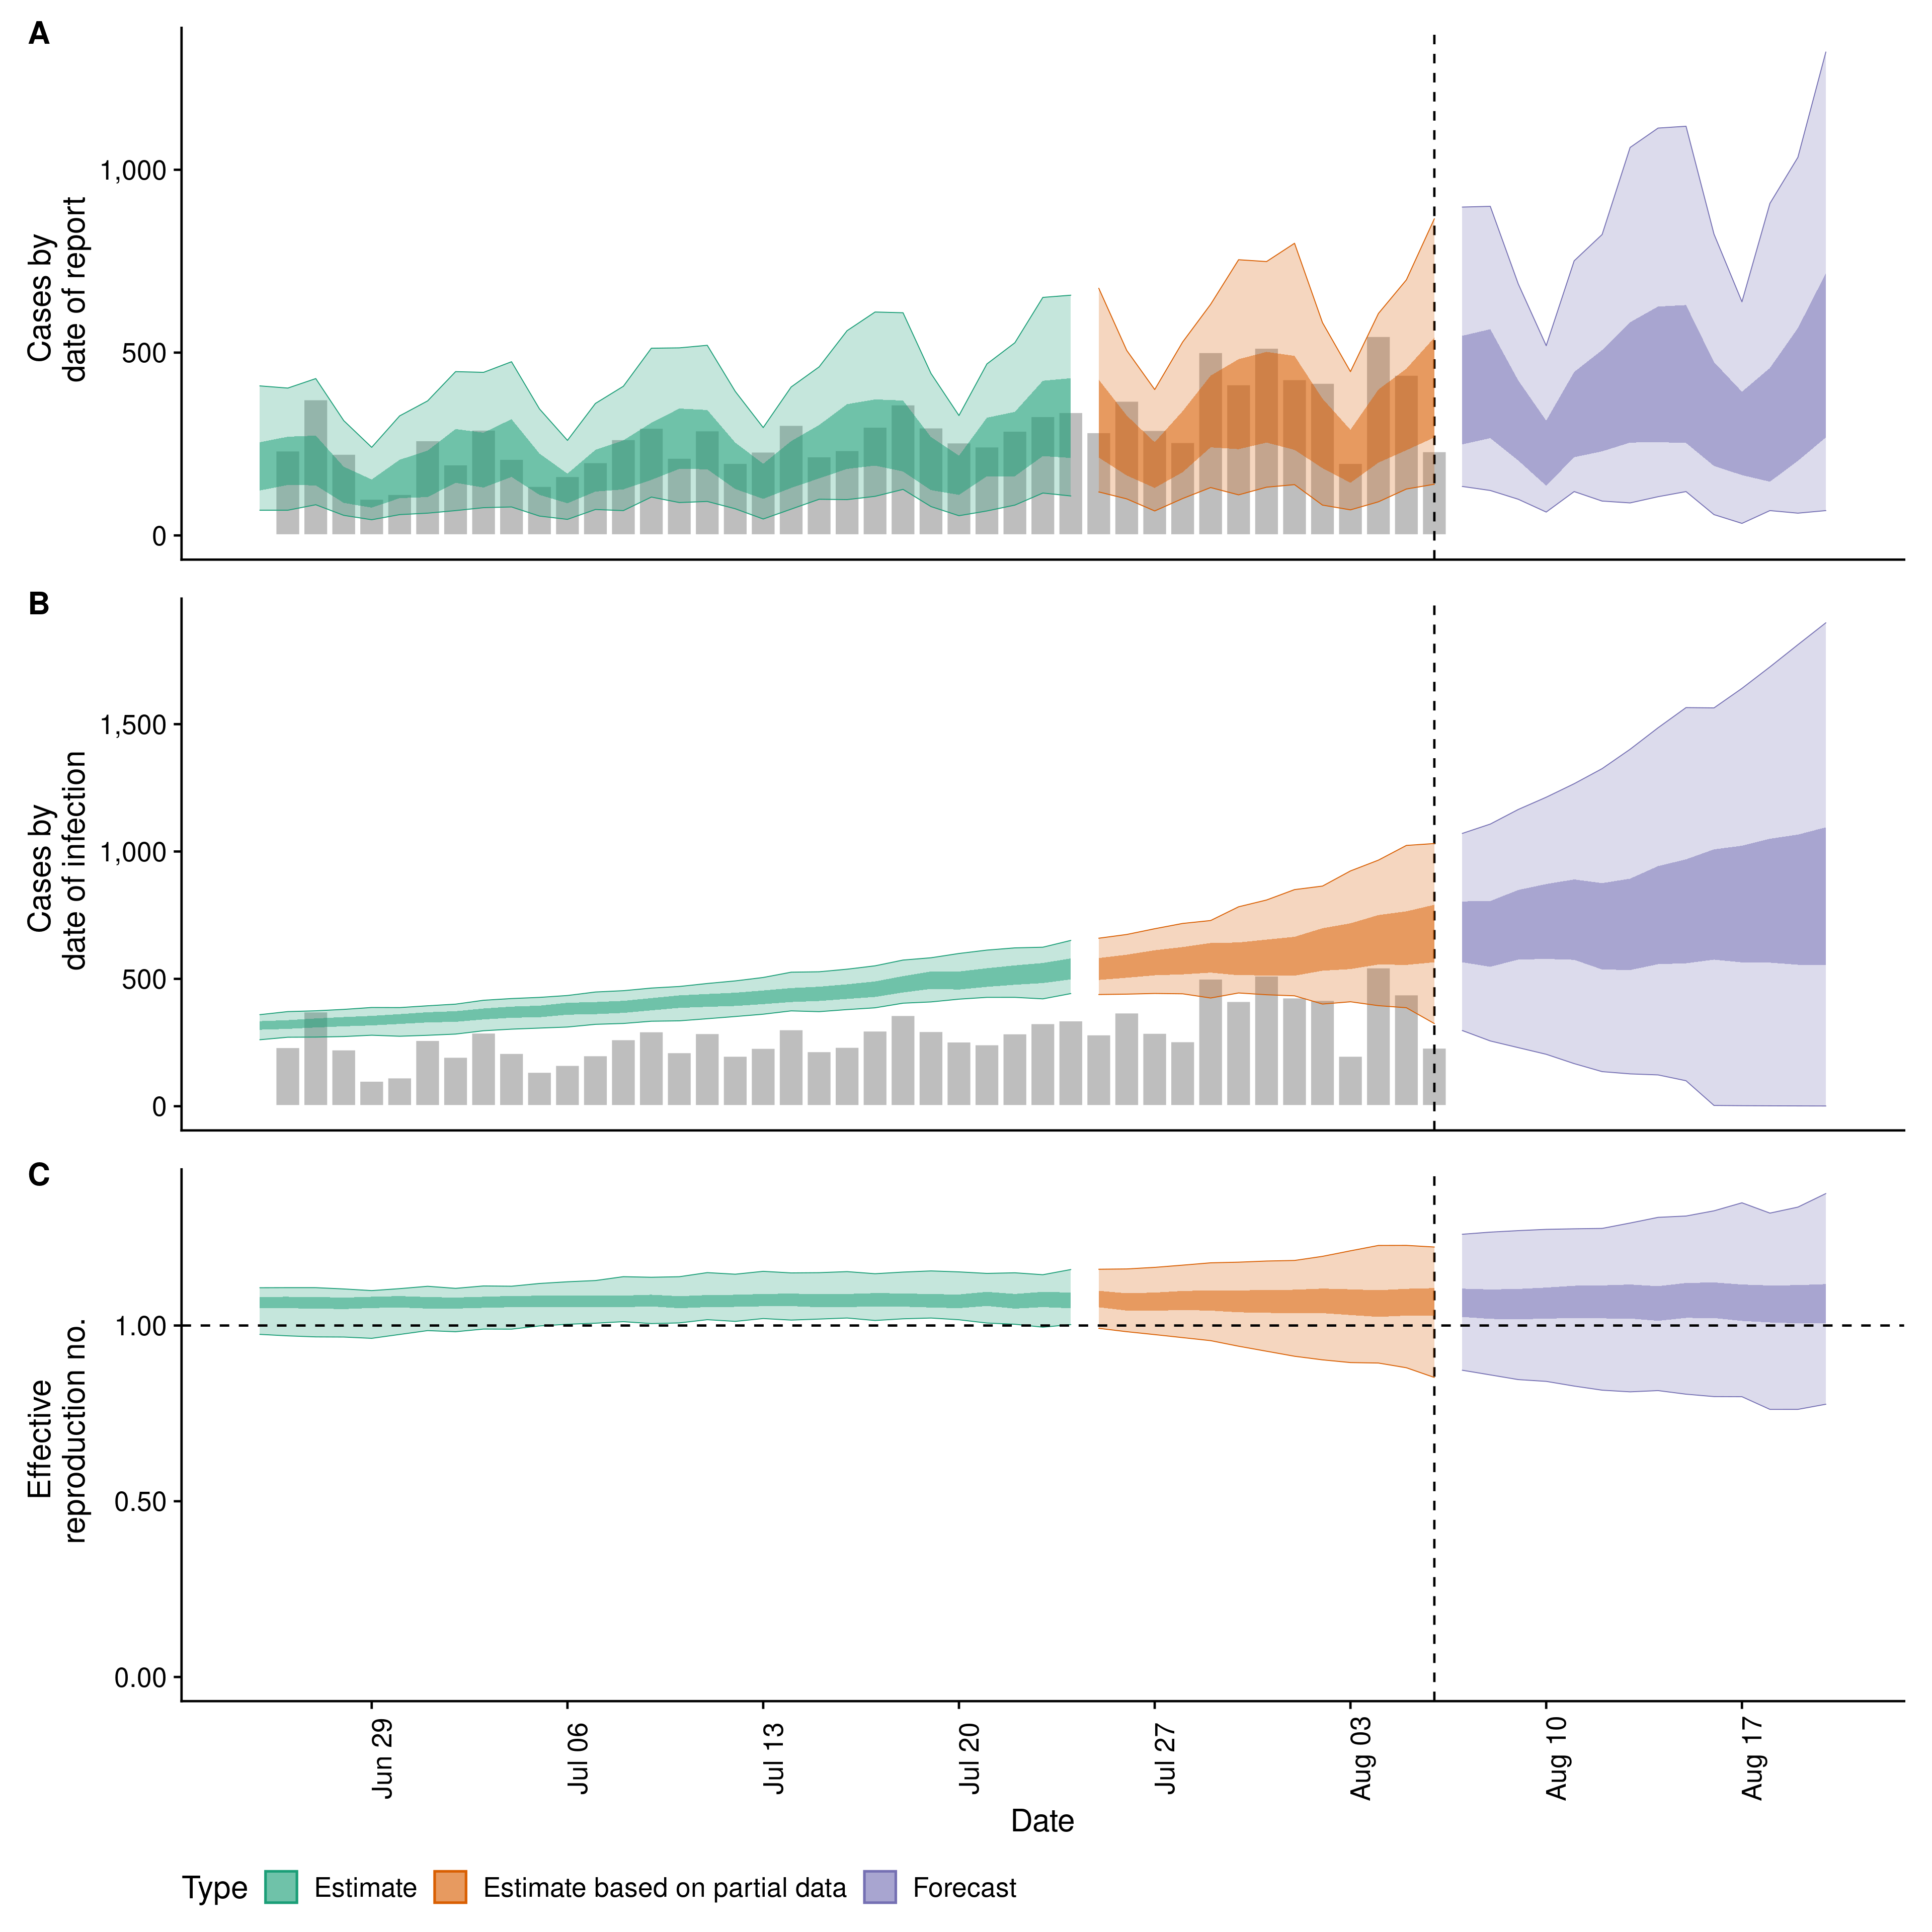 A
Cases by
date of report
1,000
500
0
B
Cases by
date of infection
1,500
1,000
500
0
C
Effective
reproduction no.
1.00
0.50
0.00
Jun 29
Jul 06
Jul 13
Jul 20
Jul 27
Aug 03
Aug 10
Aug 17
Date
Type Estimate Estimate based on partial data Forecast